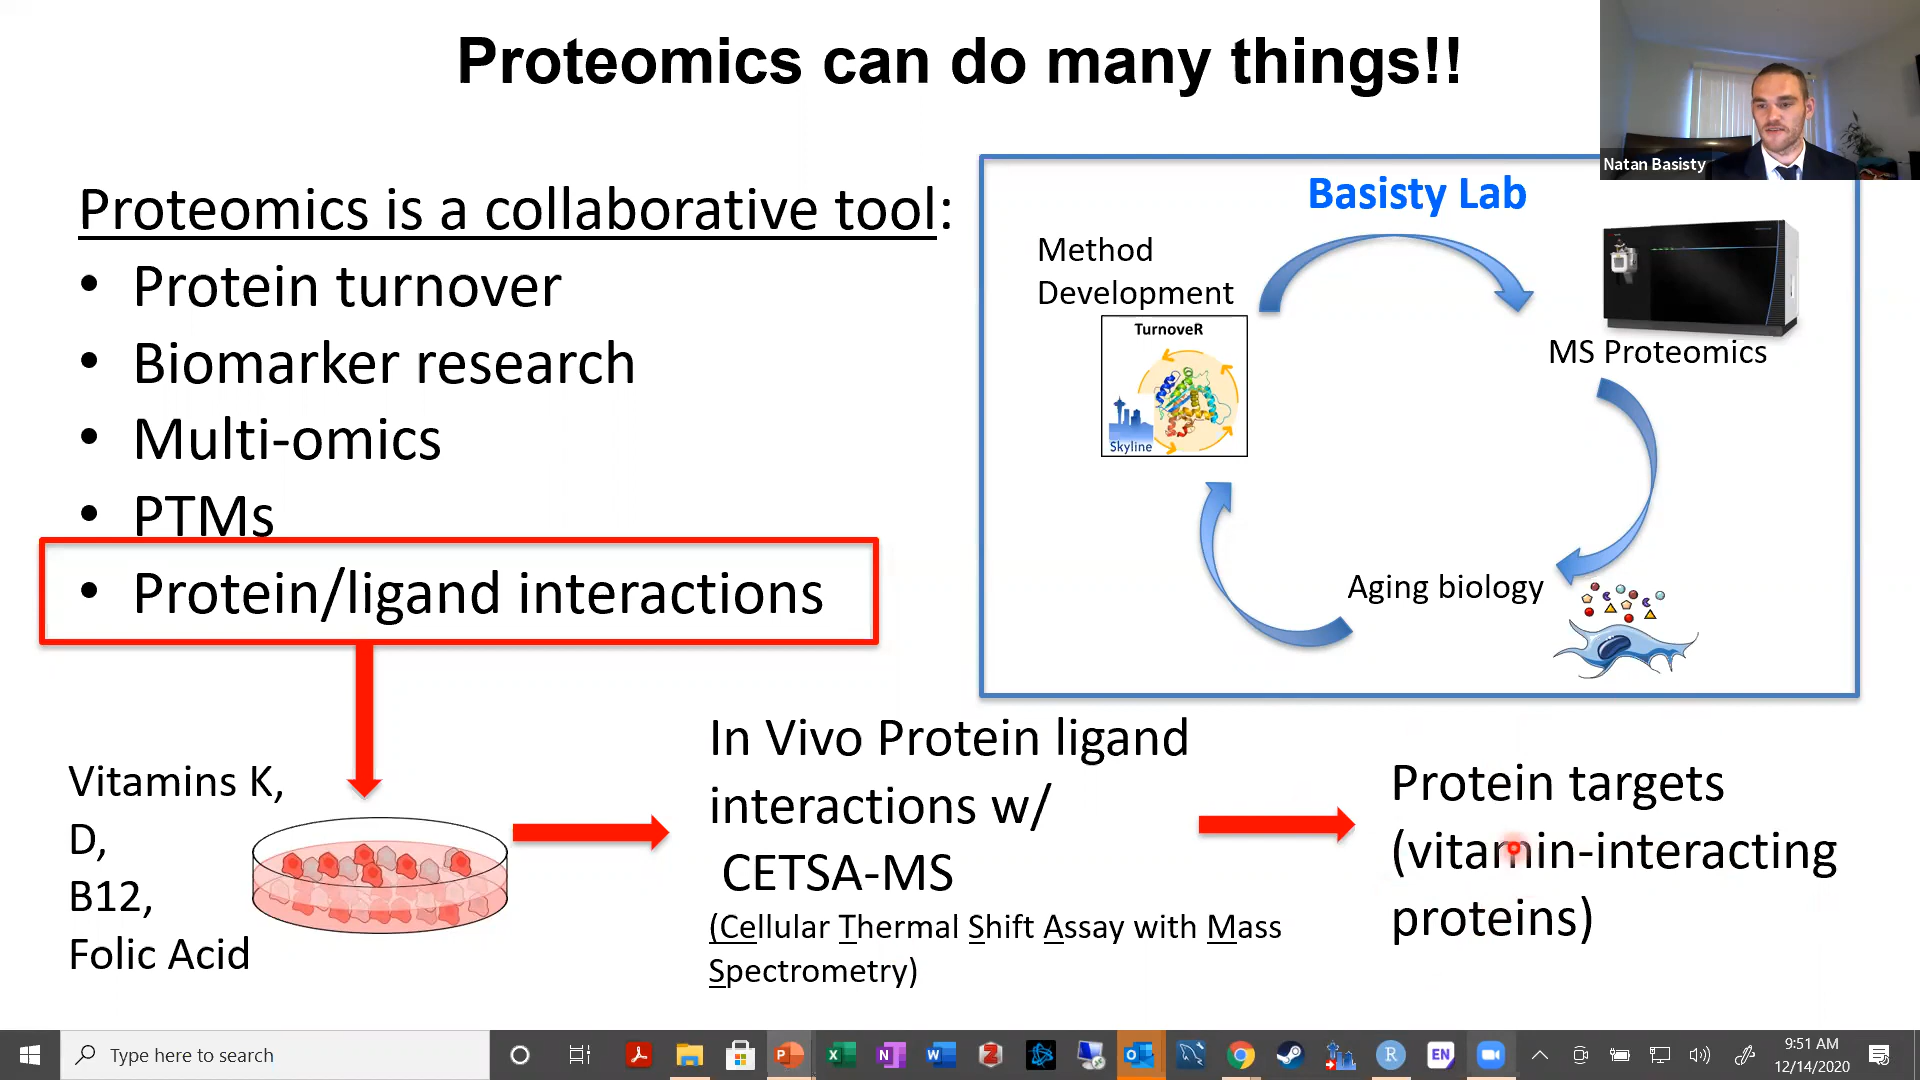 Proteomics can do many things!!
Natan Basisty
Proteomics is a collaborative tool:
• Protein turnover
• Biomarker research
• Multi-omics
• PTMs
• Protein/ligand interactions
Basisty Lab
Method
Development
TurnoveR
Skyline
MS Proteomics
Aging biology
Vitamins K,
D,
B12,
Folic Acid
In Vivo Protein ligand
interactions w/
CETSA-MS
(Cellular Thermal Shift Assay with Mass
Spectrometry)
Protein targets
(vitamin-interacting
proteins)
Type here to search
EN
9:51 AM
12/14/2020